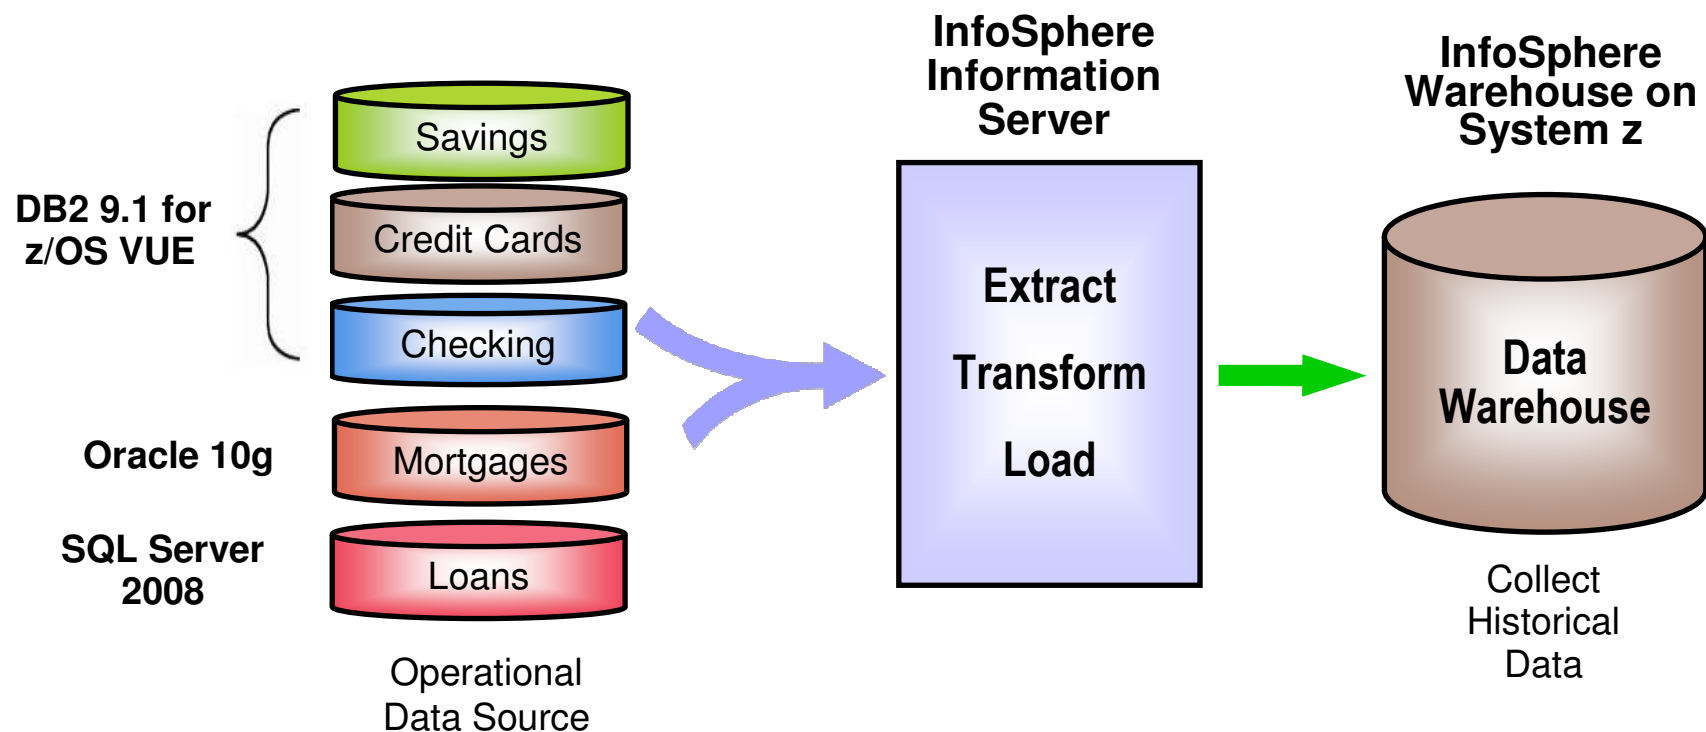 DB2 9.1 for
z/OS VUE
Oracle 10g
SQL Server
2008
Savings
Credit Cards
Checking
Mortgages
Loans
Operational
Data Source
InfoSphere
Information
Server
Extract
Transform
Load
InfoSphere
Warehouse on
System z
Data
Warehouse
Collect
Historical
Data